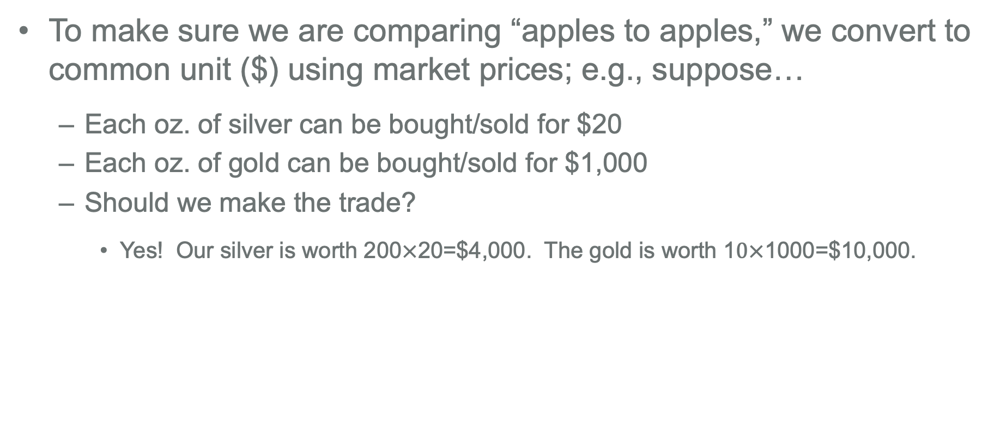 • To make sure we are comparing “apples to apples,” we convert to
common unit ($) using market prices; e.g., suppose…
– Each oz. of silver can be bought/sold for $20
– Each oz. of gold can be bought/sold for $1,000
– Should we make the trade?
• Yes!  Our silver is worth 200×20=$4,000.  The gold is worth 10×1000=$10,000.